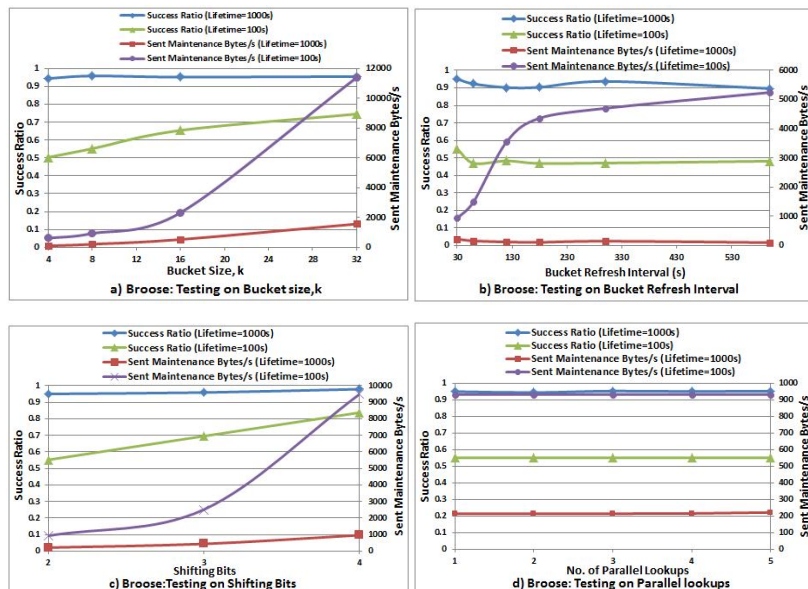 Success Ratio (Lifetime=1000s)
Success Ratio (Lifetime=100s)
Sent Maintenance Bytes/s (Lifetime=1000s)
Sent Maintenance Bytes/s (Lifetime=100s)
Success Ratio
1
0.9
0.8
0.7
0.6
0.5
0.4
0.3
0.2
0.1
0
12000
10000
8000
6000
4000
2000
0
Sent Maintenance Bytes/s
4 8 12 16 20 24 28 32
Bucket Size, k
a) Broose: Testing on Bucket size,k
Success Ratio (Lifetime=1000s)
Success Ratio (Lifetime=100s)
Sent Maintenance Bytes/s (Lifetime=1000s)
Sent Maintenance Bytes/s (Lifetime=100s)
Success Ratio
1
0.9
0.8
0.7
0.6
0.5
0.4
0.3
0.2
0.1
0
6000
5000
4000
3000
2000
1000
0
Sent Maintenance Bytes/s
30 130 230 330 430 530
Bucket Refresh Interval (s)
b) Broose: Testing on Bucket Refresh Interval
Success Ratio (Lifetime=1000s)
Success Ratio (Lifetime=100s)
Sent Maintenance Bytes/s (Lifetime=1000s)
Sent Maintenance Bytes/s (Lifetime=100s)
Success Ratio
1
0.9
0.8
0.7
0.6
0.5
0.4
0.3
0.2
0.1
0
10000
9000
8000
7000
6000
5000
4000
3000
2000
1000
0
Sent Maintenance Bytes/s
2 3 4
Shifting Bits
c) Broose:Testing on Shifting Bits
Success Ratio (Lifetime=1000s)
Success Ratio (Lifetime=100s)
Sent Maintenance Bytes/s (Lifetime=1000s)
Sent Maintenance Bytes/s (Lifetime=100s)
Success Ratio
1
0.9
0.8
0.7
0.6
0.5
0.4
0.3
0.2
0.1
0
1000
900
800
700
600
500
400
300
200
100
0
Sent Maintenance Bytes/s
1 2 3 4 5
No. of Parallel Lookups
d) Broose: Testing on Parallel lookups